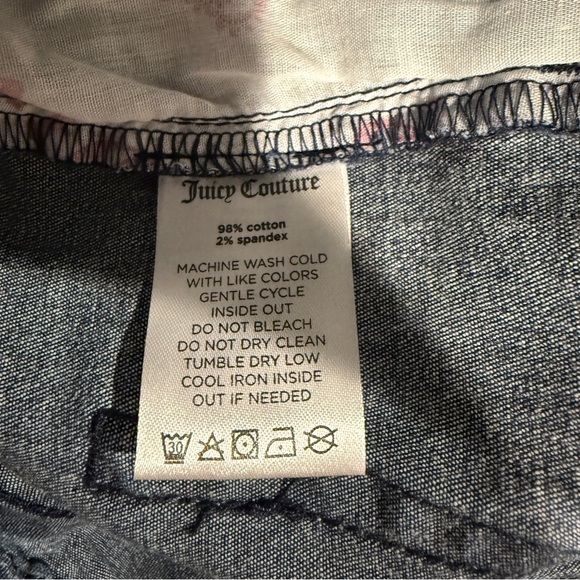 Juicy Couture
98% cotton
2% spandex
MACHINE WASH COLD
WITH LIKE COLORS
GENTLE CYCLE
INSIDE OUT
DO NOT BLEACH
DO NOT DRY CLEAN
TUMBLE DRY LOW
COOL IRON INSIDE
OUT IF NEEDED
30